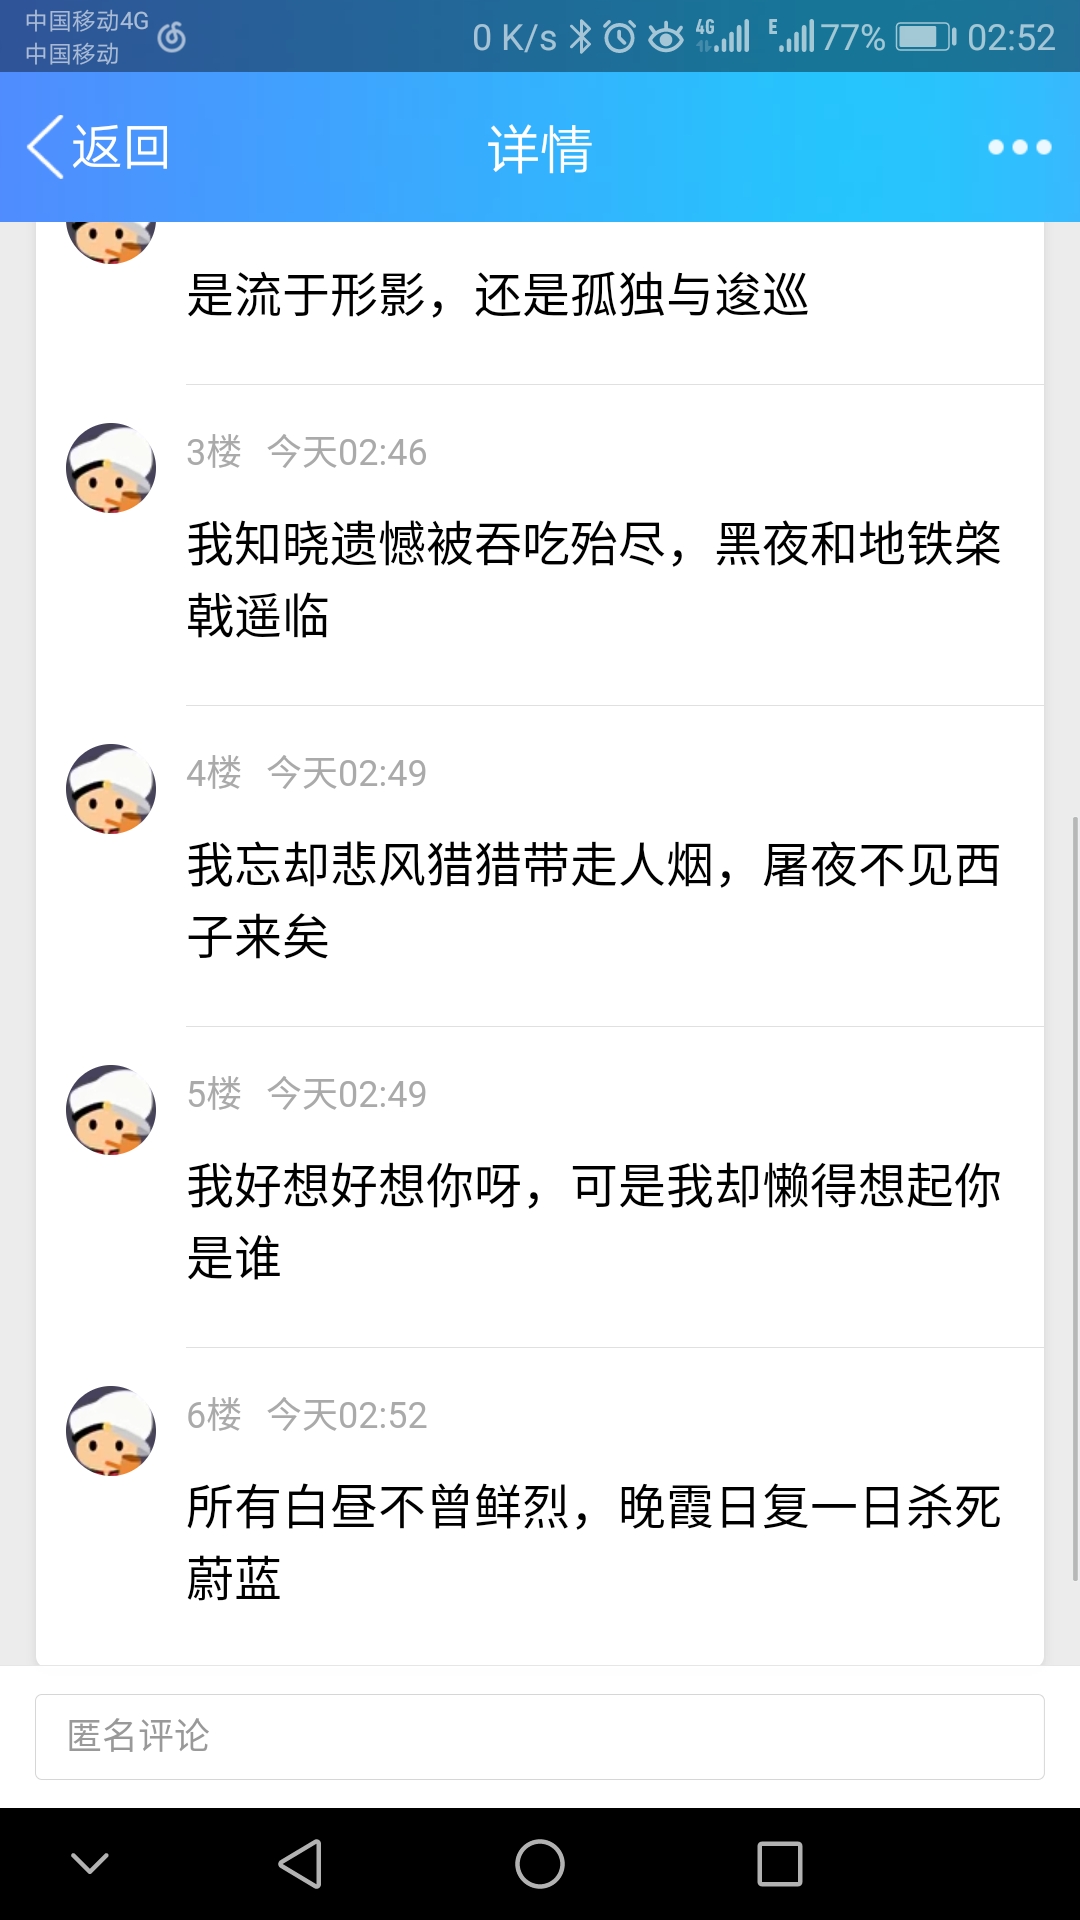 中国移动4G
中国移动
0 K/s 4G E 77% 02:52
返回 详情
是流于形影，还是孤独与逡巡
3楼 今天02:46
我知晓遗憾被吞吃殆尽，黑夜和地铁棨
戟遥临
4楼 今天02:49
我忘却悲风猎猎带走人烟，屠夜不见西
子来矣
5楼 今天02:49
我好想好想你呀，可是我却懒得想起你
是谁
6楼 今天02:52
所有白昼不曾鲜烈，晚霞日复一日杀死
蔚蓝
匿名评论